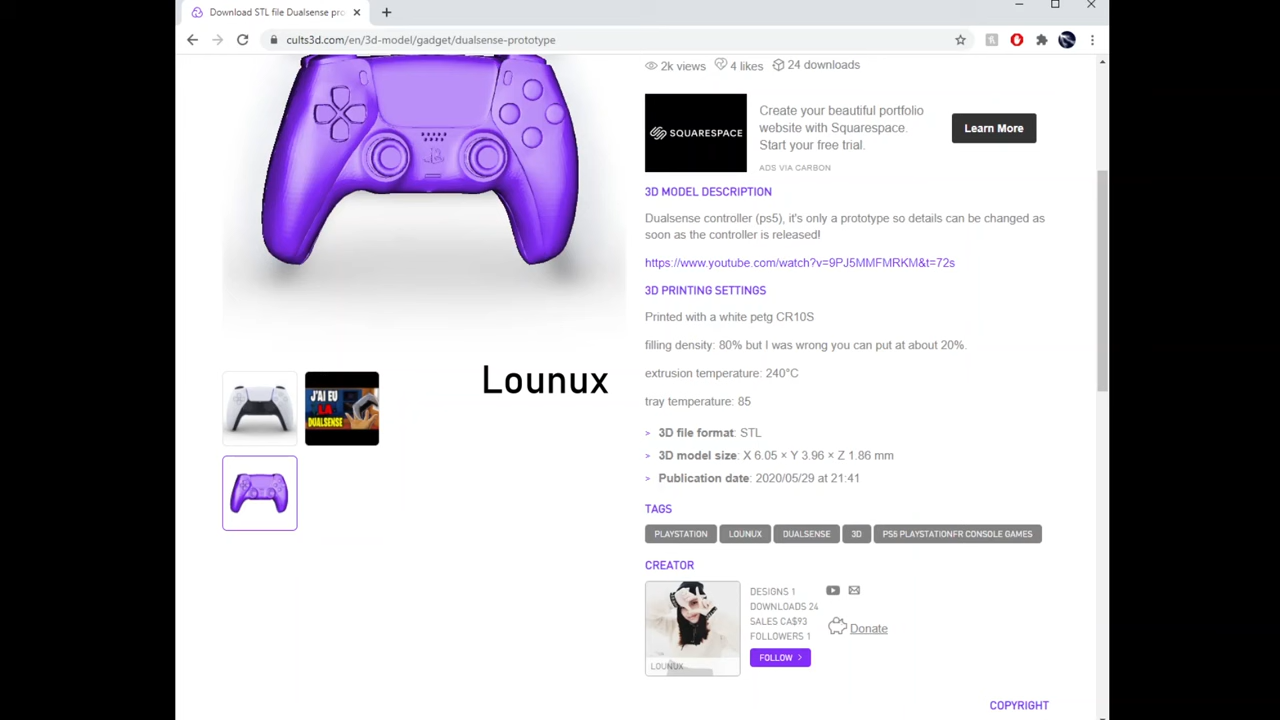 Download STL file Dualsense pro
cults3d.com/en/3d-model/gadget/dualsense-prototype
2k views 4 likes 24 downloads
SQUARESPACE
Create your beautiful portfolio
website with Squarespace.
Start your free trial.
ADS VIA CARBON
Learn More
3D MODEL DESCRIPTION
Dualsense controller (ps5), it's only a prototype so details can be changed as
soon as the controller is released!
https://www.youtube.com/watch?v=9PJ5MMFMRKM&t=72s
3D PRINTING SETTINGS
Printed with a white petg CR10S
filling density: 80% but I was wrong you can put at about 20%.
extrusion temperature: 240°C
tray temperature: 85
> 3D file format: STL
> 3D model size: X 6.05 × Y 3.96 × Z 1.86 mm
> Publication date: 2020/05/29 at 21:41
Lounux
J'AI EU
LA
DUALSENSE
TAGS
PLAYSTATION LOUNUX DUALSENSE 3D PS5 PLAYSTATIONFR CONSOLE GAMES
CREATOR
LOUNUX
DESIGNS 1
DOWNLOADS 24
SALES CA$93
FOLLOWERS 1
FOLLOW >
Donate
COPYRIGHT